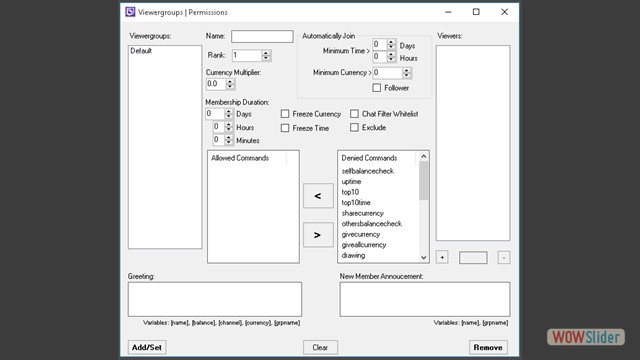 Viewergroups | Permissions
Viewergroups:
Default
Name:
Rank:
1
Currency Multiplier:
0.0
Automatically Join
Minimum Time >
0
Days
0
Hours
Minimum Currency >
0
Follower
Viewers:
Membership Duration:
0
Days
0
Hours
0
Minutes
Freeze Currency
Chat Filter Whitelist
Freeze Time
Exclude
Allowed Commands
<
>
Denied Commands
selfbalancecheck
uptime
top10
top10time
sharecurrency
othersbalancecheck
givecurrency
giveallcurrency
drawing
+
-
Greeting:
Variables: [name], [balance], [channel], [currency], [grpname]
New Member Annoucement:
Variables: [name], [grpname]
Add/Set
Clear
Remove
WOWSlider